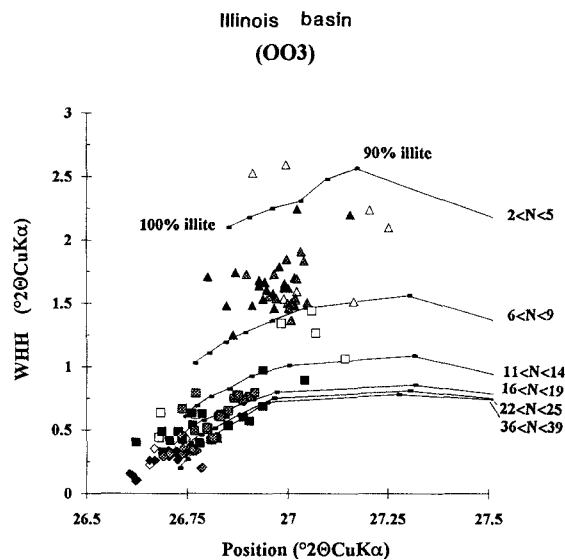 Illinois basin
(OO3)
3
2.5
2
1.5
1
0.5
0
WHH (°2ΘCuKα)
90% illite
100% illite
2<N<5
6<N<9
11<N<14
16<N<19
22<N<25
36<N<39
26.5 26.75 27 27.25 27.5
Position (°2ΘCuKα)